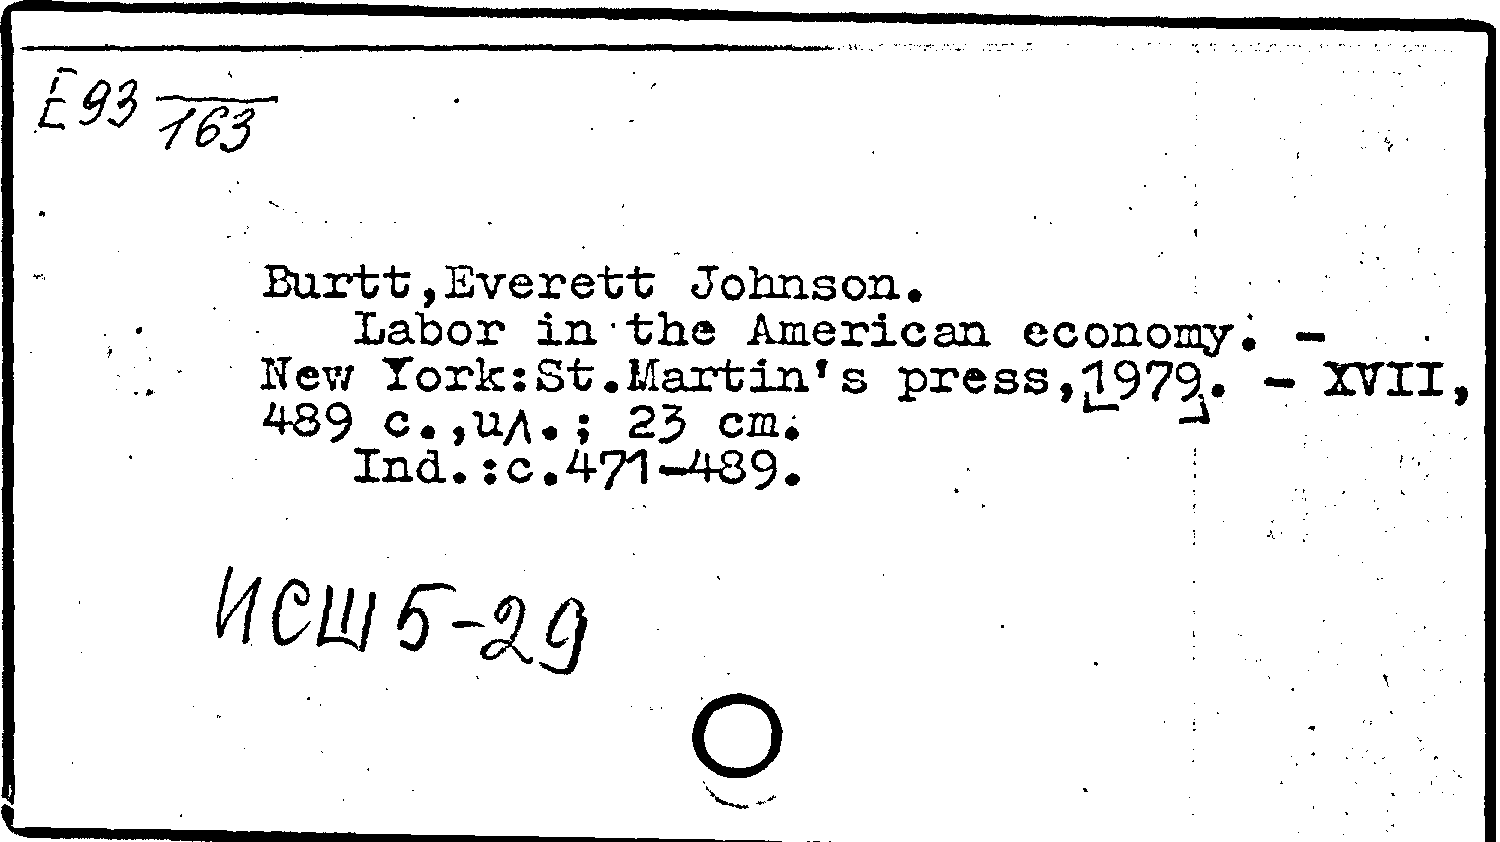 E93
163
Burtt,Everett Johnson.
Labor in the American economy. –
New York:St.Martin's press,1979. – XVII,
489 c.,ил.; 23 cm.
Ind.:c.471–489.
ИСШ5-29